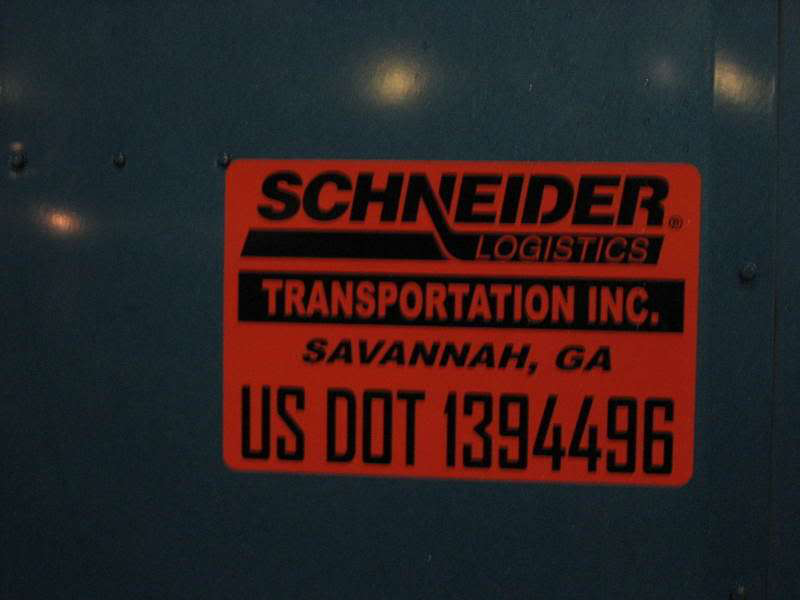 SCHNEIDER®
LOGISTICS
TRANSPORTATION INC.
SAVANNAH, GA
US DOT 1394496